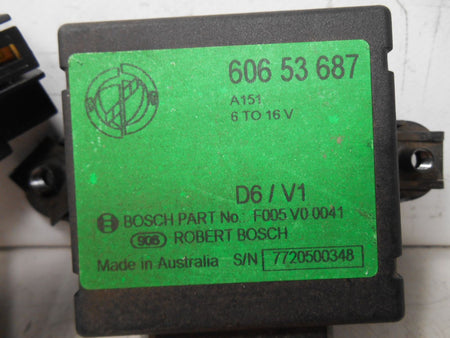 606 53 687
A151
6 TO 16 V
D6 / V1
BOSCH PART No. F005 V0 0041
906 ROBERT BOSCH
Made in Australia S/N 7720500348